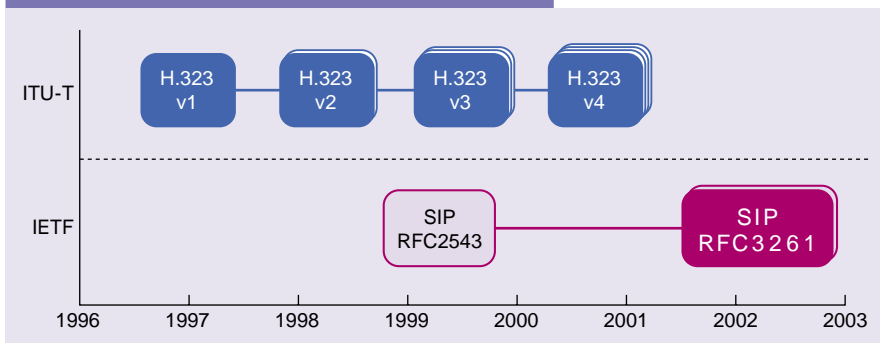 ITU-T
H.323
v1
H.323
v2
H.323
v3
H.323
v4
IETF
SIP
RFC2543
SIP
RFC3261
1996 1997 1998 1999 2000 2001 2002 2003